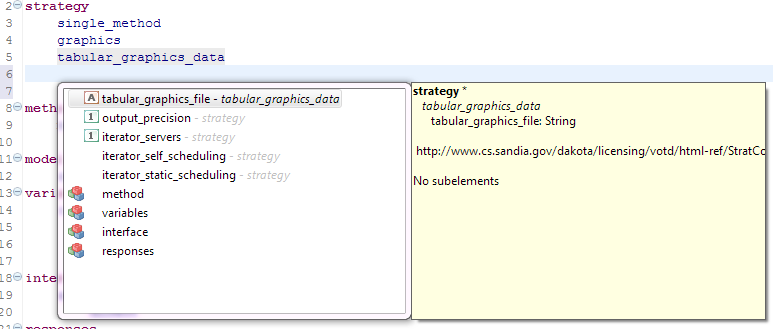 2 strategy
3 single_method
4 graphics
5 tabular_graphics_data
6
7
8 meth
9
10
11 mode
12
13 vari
14
15
16
17
18 inte
19
20
21 responses
A tabular_graphics_file - tabular_graphics_data
1 output_precision - strategy
1 iterator_servers - strategy
iterator_self_scheduling - strategy
iterator_static_scheduling - strategy
method
variables
interface
responses
strategy *
tabular_graphics_data
tabular_graphics_file: String
http://www.cs.sandia.gov/dakota/licensing/votd/html-ref/StratCo
No subelements